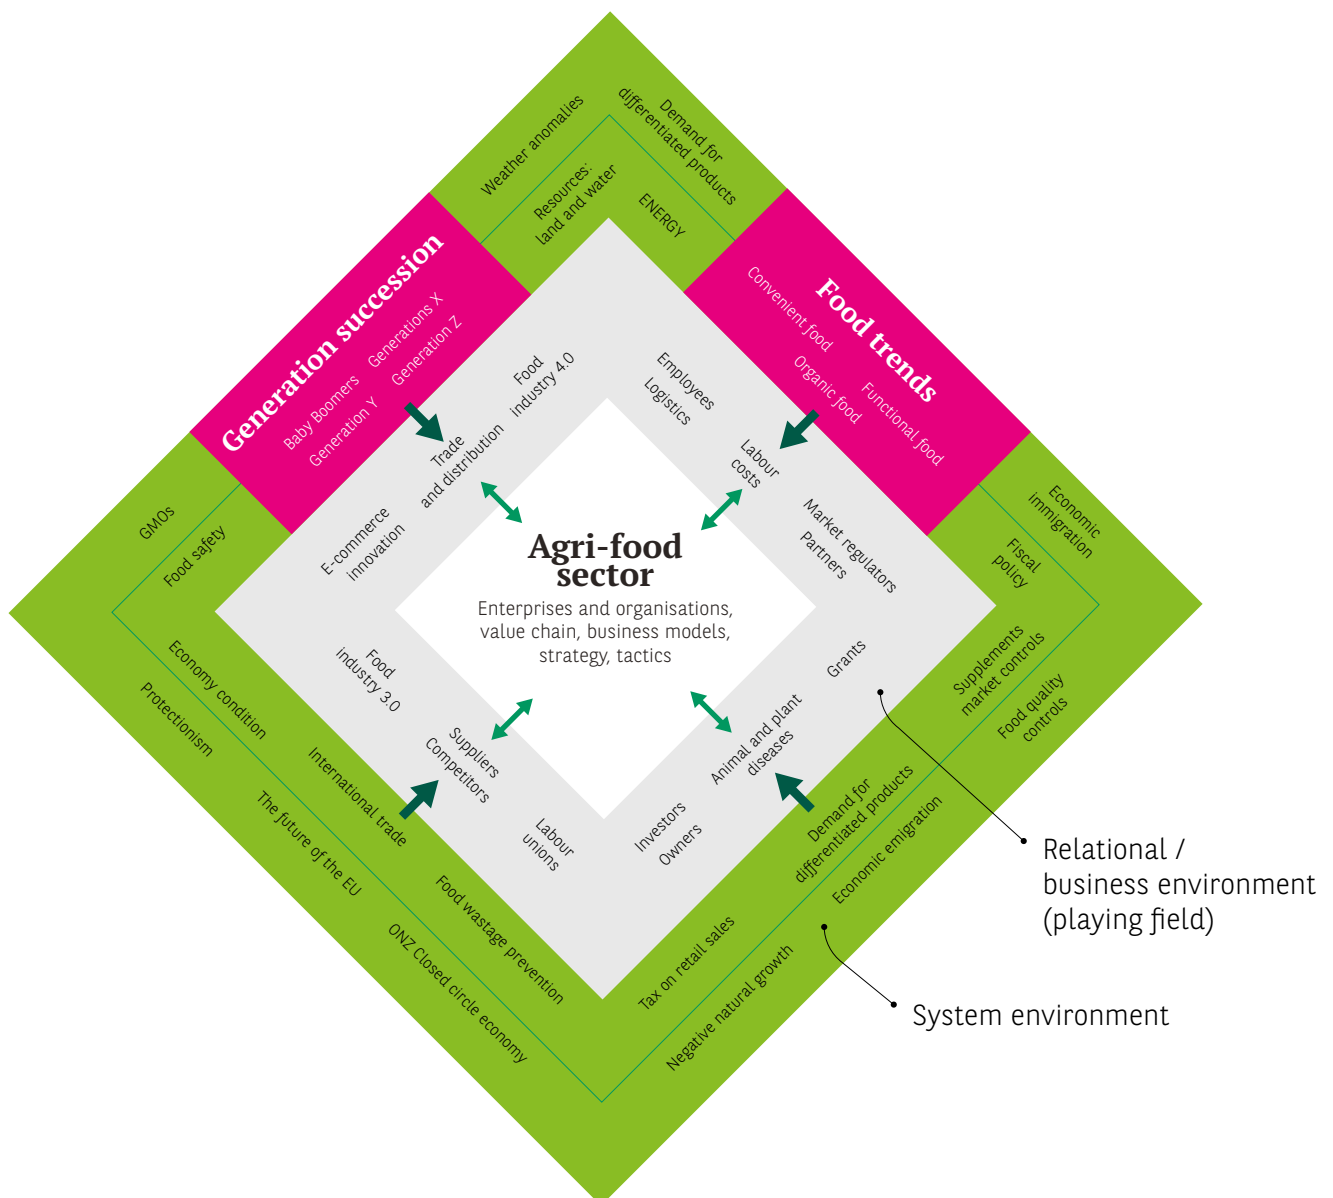 Weather anomalies
Demand for
differentiated products
Resources:
land and water
ENERGY
Generation succession
Baby Boomers
Generations X
Generation Y
Generation Z
Food trends
Convenient food
Organic food
Functional food
Food
industry 4.0
Trade
and distribution
E-commerce
innovation
Employees
Logistics
Labour
costs
Market regulators
Partners
GMOs
Food safety
Economic
immigration
Fiscal
policy
Agri-food
sector
Enterprises and organisations,
value chain, business models,
strategy, tactics
Food
industry 3.0
Suppliers
Competitors
Labour
unions
Grants
Animal and plant
diseases
Investors
Owners
Economy condition
Protectionism
International trade
The future of the EU
Food wastage prevention
ONZ Closed circle economy
Supplements
market controls
Food quality
controls
Demand for
differentiated products
Economic emigration
Tax on retail sales
Negative natural growth
Relational /
business environment
(playing field)
System environment